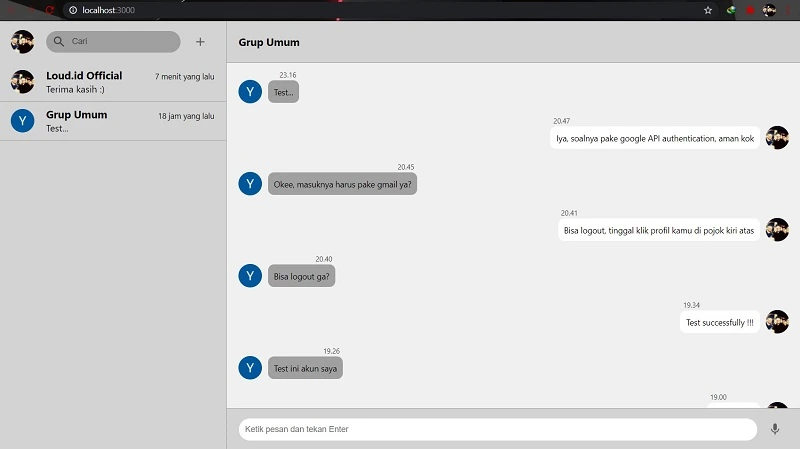 localhost:3000
Cari
Loud.id Official
7 menit yang lalu
Terima kasih :)
Y
Grup Umum
18 jam yang lalu
Test...
Grup Umum
23.16
Y
Test...
20.47
Iya, soalnya pake google API authentication, aman kok
20.45
Y
Okee, masuknya harus pake gmail ya?
20.41
Bisa logout, tinggal klik profil kamu di pojok kiri atas
20.40
Y
Bisa logout ga?
19.34
Test successfully !!!
19.26
Y
Test ini akun saya
19.00
Ketik pesan dan tekan Enter